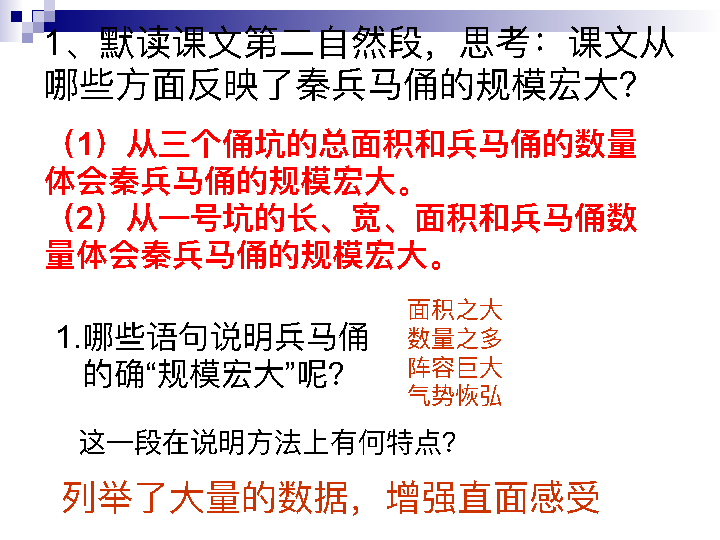 1、默读课文第二自然段，思考：课文从
哪些方面反映了秦兵马俑的规模宏大？
（1）从三个俑坑的总面积和兵马俑的数量
体会秦兵马俑的规模宏大。
（2）从一号坑的长、宽、面积和兵马俑数
量体会秦兵马俑的规模宏大。
1.哪些语句说明兵马俑
的确“规模宏大”呢？
面积之大
数量之多
阵容巨大
气势恢弘
这一段在说明方法上有何特点？
列举了大量的数据，增强直面感受